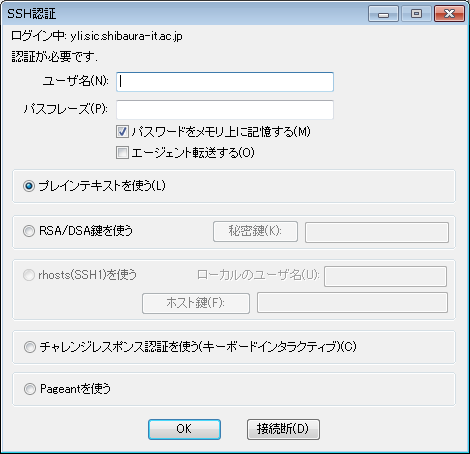 SSH認証
ログイン中: yli.sic.shibaura-it.ac.jp
認証が必要です.
ユーザ名(N):
パスフレーズ(P):
パスワードをメモリ上に記憶する(M)
エージェント転送する(O)
プレインテキストを使う(L)
RSA/DSA鍵を使う 秘密鍵(K):
rhosts(SSH1)を使う ローカルのユーザ名(U):
ホスト鍵(F):
チャレンジレスポンス認証を使う(キーボードインタラクティブ)(C)
Pageantを使う
OK 接続断(D)